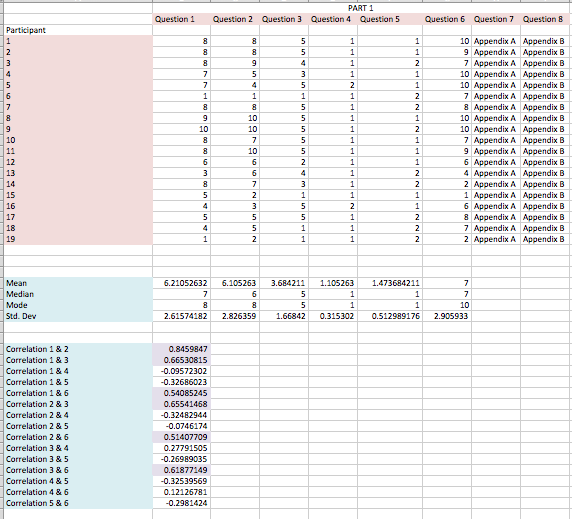 PART 1
Question 1 Question 2 Question 3 Question 4 Question 5 Question 6 Question 7 Question 8
Participant
1 8 8 5 1 1 10 Appendix A Appendix B
2 8 8 5 1 1 9 Appendix A Appendix B
3 8 9 4 1 2 7 Appendix A Appendix B
4 7 5 3 1 1 10 Appendix A Appendix B
5 7 4 5 2 1 10 Appendix A Appendix B
6 1 1 1 1 2 7 Appendix A Appendix B
7 8 8 5 1 2 8 Appendix A Appendix B
8 9 10 5 1 1 10 Appendix A Appendix B
9 10 10 5 1 2 10 Appendix A Appendix B
10 8 7 5 1 1 7 Appendix A Appendix B
11 8 10 5 1 1 9 Appendix A Appendix B
12 6 6 2 1 1 6 Appendix A Appendix B
13 3 6 4 1 2 4 Appendix A Appendix B
14 8 7 3 1 2 2 Appendix A Appendix B
15 5 2 1 1 1 1 Appendix A Appendix B
16 4 3 5 2 1 6 Appendix A Appendix B
17 5 5 5 1 2 8 Appendix A Appendix B
18 4 5 1 1 2 7 Appendix A Appendix B
19 1 2 1 1 2 2 Appendix A Appendix B
Mean 6.21052632 6.105263 3.684211 1.105263 1.473684211 7
Median 7 6 5 1 1 7
Mode 8 8 5 1 1 10
Std. Dev 2.61574182 2.826359 1.66842 0.315302 0.512989176 2.905933
Correlation 1 & 2 0.8459847
Correlation 1 & 3 0.66530815
Correlation 1 & 4 -0.09572302
Correlation 1 & 5 -0.32686023
Correlation 1 & 6 0.54085245
Correlation 2 & 3 0.65541468
Correlation 2 & 4 -0.32482944
Correlation 2 & 5 -0.0746174
Correlation 2 & 6 0.51407709
Correlation 3 & 4 0.27791505
Correlation 3 & 5 -0.26989035
Correlation 3 & 6 0.61877149
Correlation 4 & 5 -0.32539569
Correlation 4 & 6 0.12126781
Correlation 5 & 6 -0.2981424